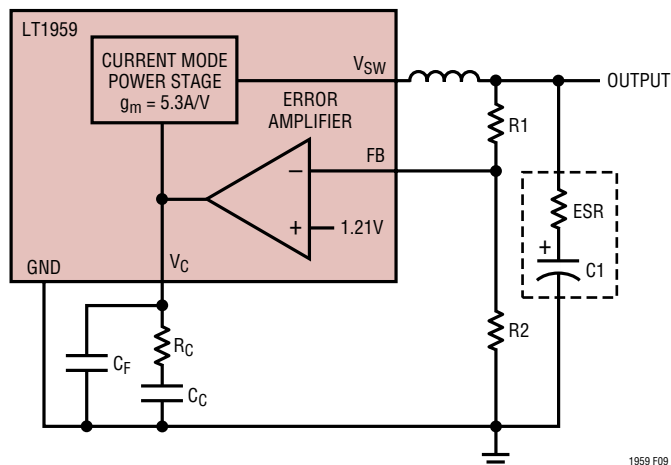 LT1959
CURRENT MODE
POWER STAGE
gm = 5.3A/V
VSW
OUTPUT
ERROR
AMPLIFIER
R1
FB
ESR
–
+
1.21V
+
C1
GND
VC
R2
RC
CF
CC
1959 F09